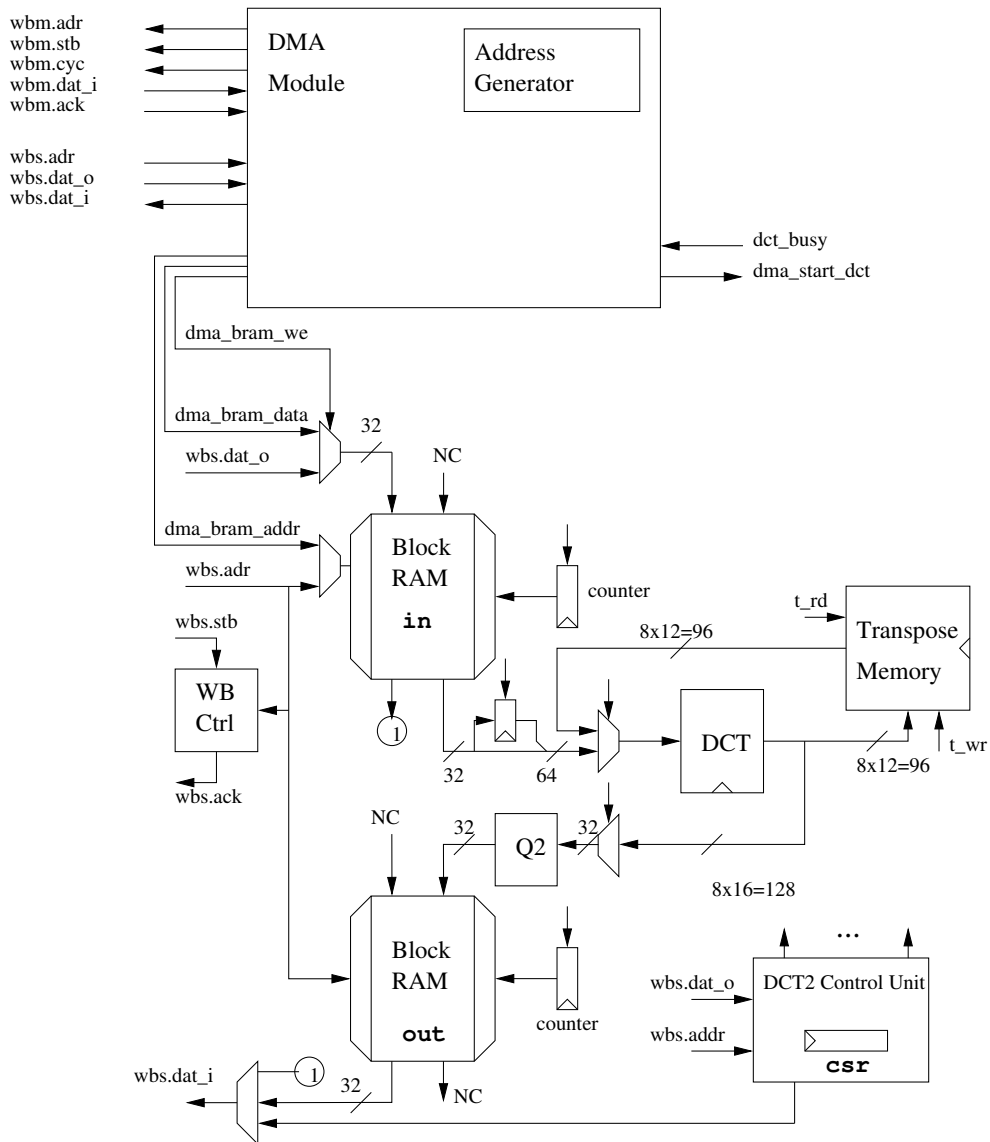 wbm.adr
wbm.stb
wbm.cyc
wbm.dat_i
wbm.ack
DMA
Module
Address
Generator
wbs.adr
wbs.dat_o
wbs.dat_i
dct_busy
dma_start_dct
dma_bram_we
dma_bram_data
32
wbs.dat_o
NC
dma_bram_addr
Block
RAM
in
wbs.adr
counter
t_rd
Transpose
Memory
wbs.stb
8x12=96
WB
Ctrl
1
DCT
32
64
t_wr
8x12=96
wbs.ack
NC
32
Q2
32
8x16=128
Block
RAM
out
counter
...
wbs.dat_o
DCT2 Control Unit
wbs.addr
csr
wbs.dat_i
1
32
NC